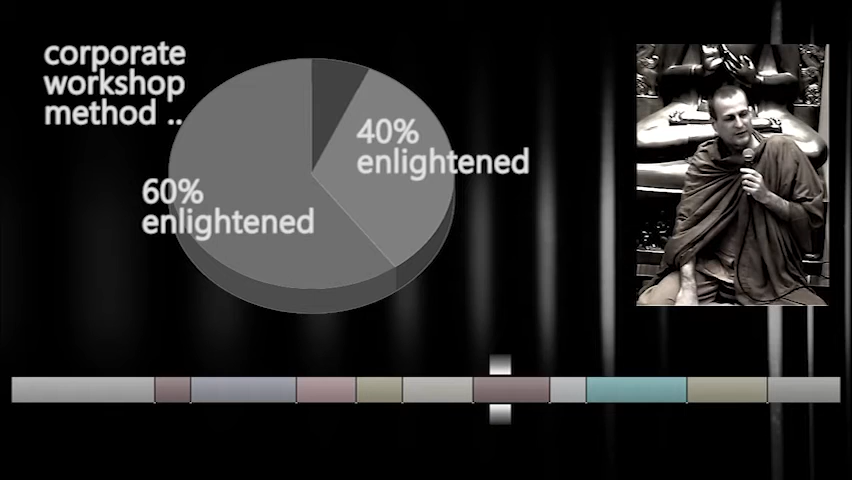 corporate
workshop
method ..
40%
enlightened
60%
enlightened